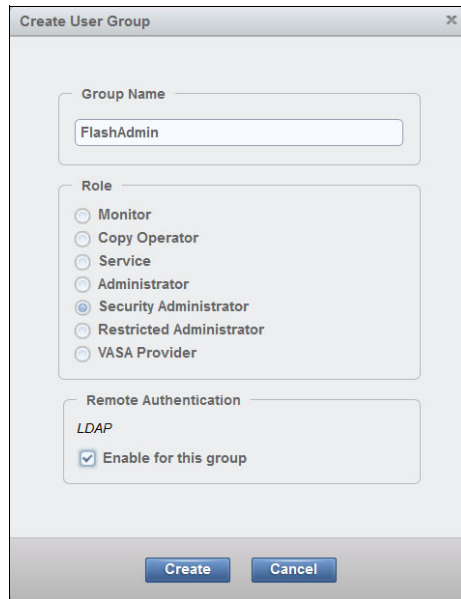 Create User Group
Group Name
FlashAdmin
Role
Monitor
Copy Operator
Service
Administrator
Security Administrator
Restricted Administrator
VASA Provider
Remote Authentication
LDAP
Enable for this group
Create Cancel